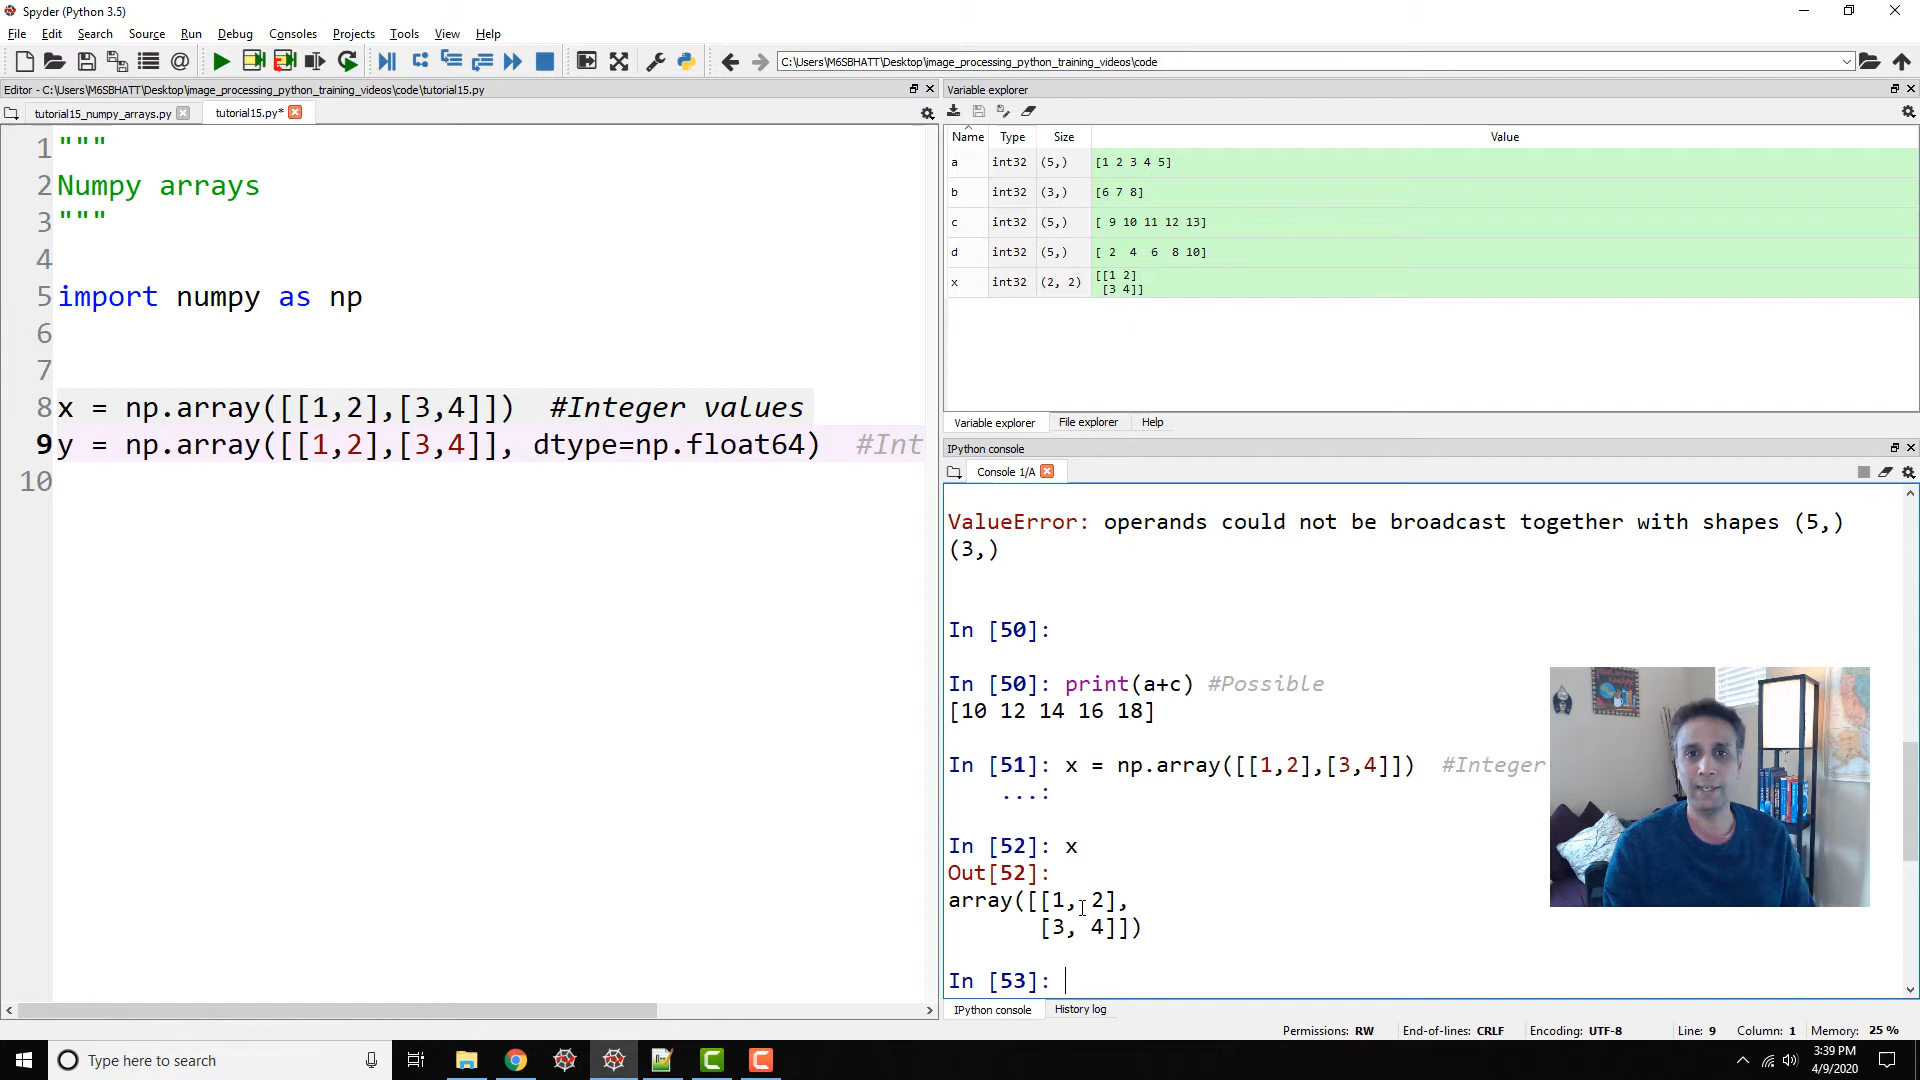 Spyder (Python 3.5)
File Edit Search Source Run Debug Consoles Projects Tools View Help
C:\Users\M6SBHATT\Desktop\image_processing_python_training_videos\code
Editor - C:\Users\M6SBHATT\Desktop\image_processing_python_training_videos\code\tutorial15.py
tutorial15_numpy_arrays.py
tutorial15.py*
1 """
2 Numpy arrays
3 """
4
5 import numpy as np
6
7
8 x = np.array([[1,2],[3,4]])  #Integer values
9 y = np.array([[1,2],[3,4]], dtype=np.float64)  #Int
10
Variable explorer
Name Type Size Value
a int32 (5,) [1 2 3 4 5]
b int32 (3,) [6 7 8]
c int32 (5,) [ 9 10 11 12 13]
d int32 (5,) [ 2  4  6  8 10]
x int32 (2, 2) [[1 2]
[3 4]]
Variable explorer File explorer Help
IPython console
Console 1/A
ValueError: operands could not be broadcast together with shapes (5,)
(3,)
In [50]:
In [50]: print(a+c) #Possible
[10 12 14 16 18]
In [51]: x = np.array([[1,2],[3,4]])  #Integer
...:
In [52]: x
Out[52]:
array([[1, 2],
[3, 4]])
In [53]:
IPython console History log
Permissions: RW End-of-lines: CRLF Encoding: UTF-8 Line: 9 Column: 1 Memory: 25 %
Type here to search
3:39 PM
4/9/2020